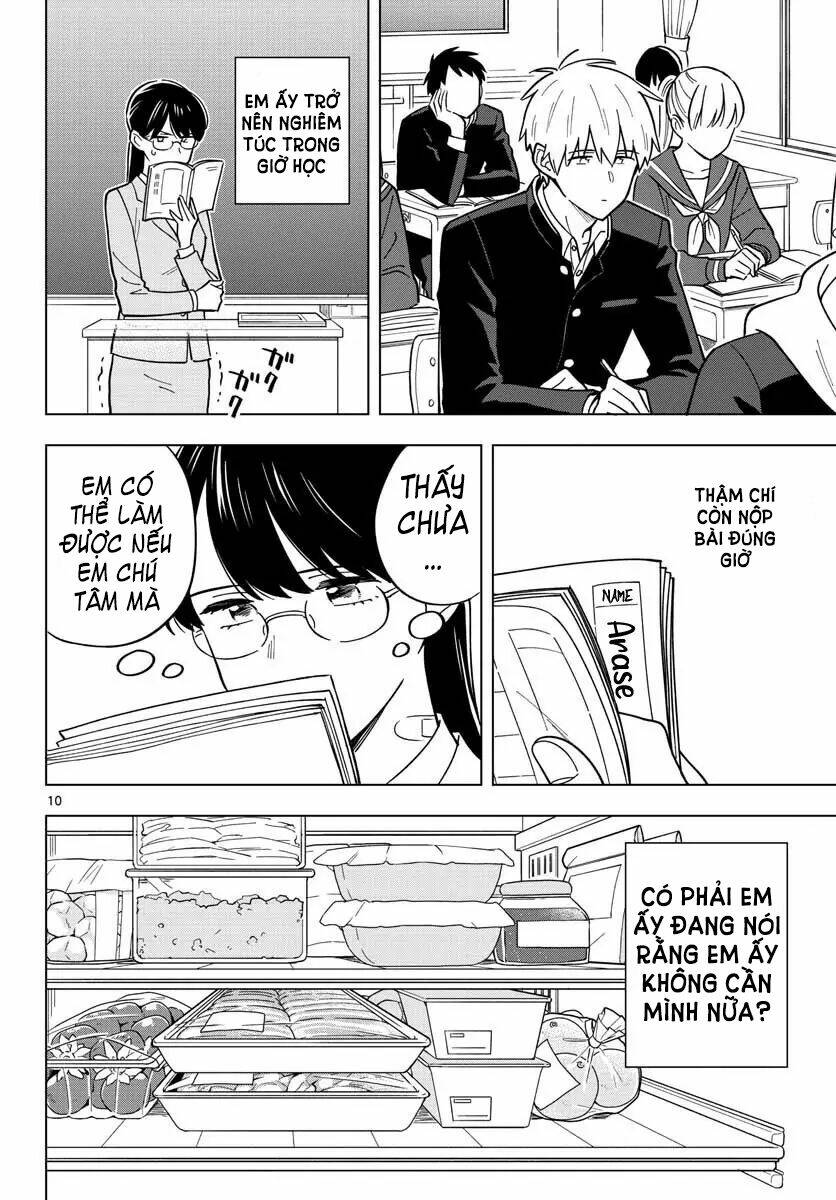 EM ẤY TRỞ
NÊN NGHIÊM
TÚC TRONG
GIỜ HỌC
ガク
ガク
THẬM CHÍ
CÒN NỘP
BÀI ĐÚNG
GIỜ
NAME
Arase
THẤY
CHƯA
...
EM CÓ
THỂ LÀM
ĐƯỢC NẾU
EM CHÚ
TÂM MÀ
10
CÓ PHẢI EM
ẤY ĐANG NÓI
RẰNG EM ẤY
KHÔNG CẦN
MÌNH NỮA?